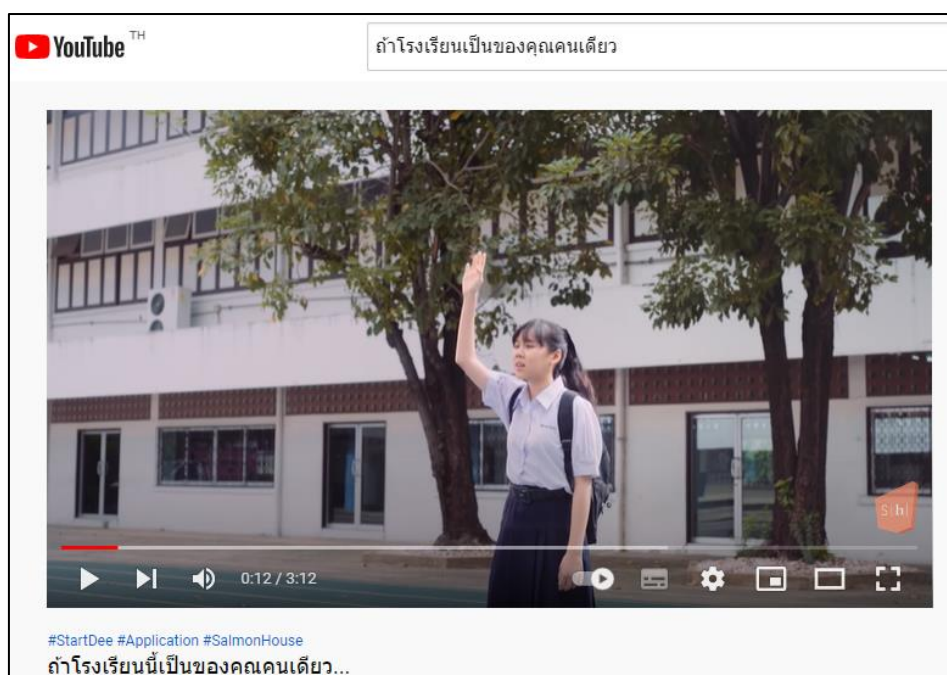 YouTube TH
ถ้าโรงเรียนเป็นของคุณคนเดียว
S|h|
0:12 / 3:12
#StartDee #Application #SalmonHouse
ถ้าโรงเรียนนี้เป็นของคุณคนเดียว...